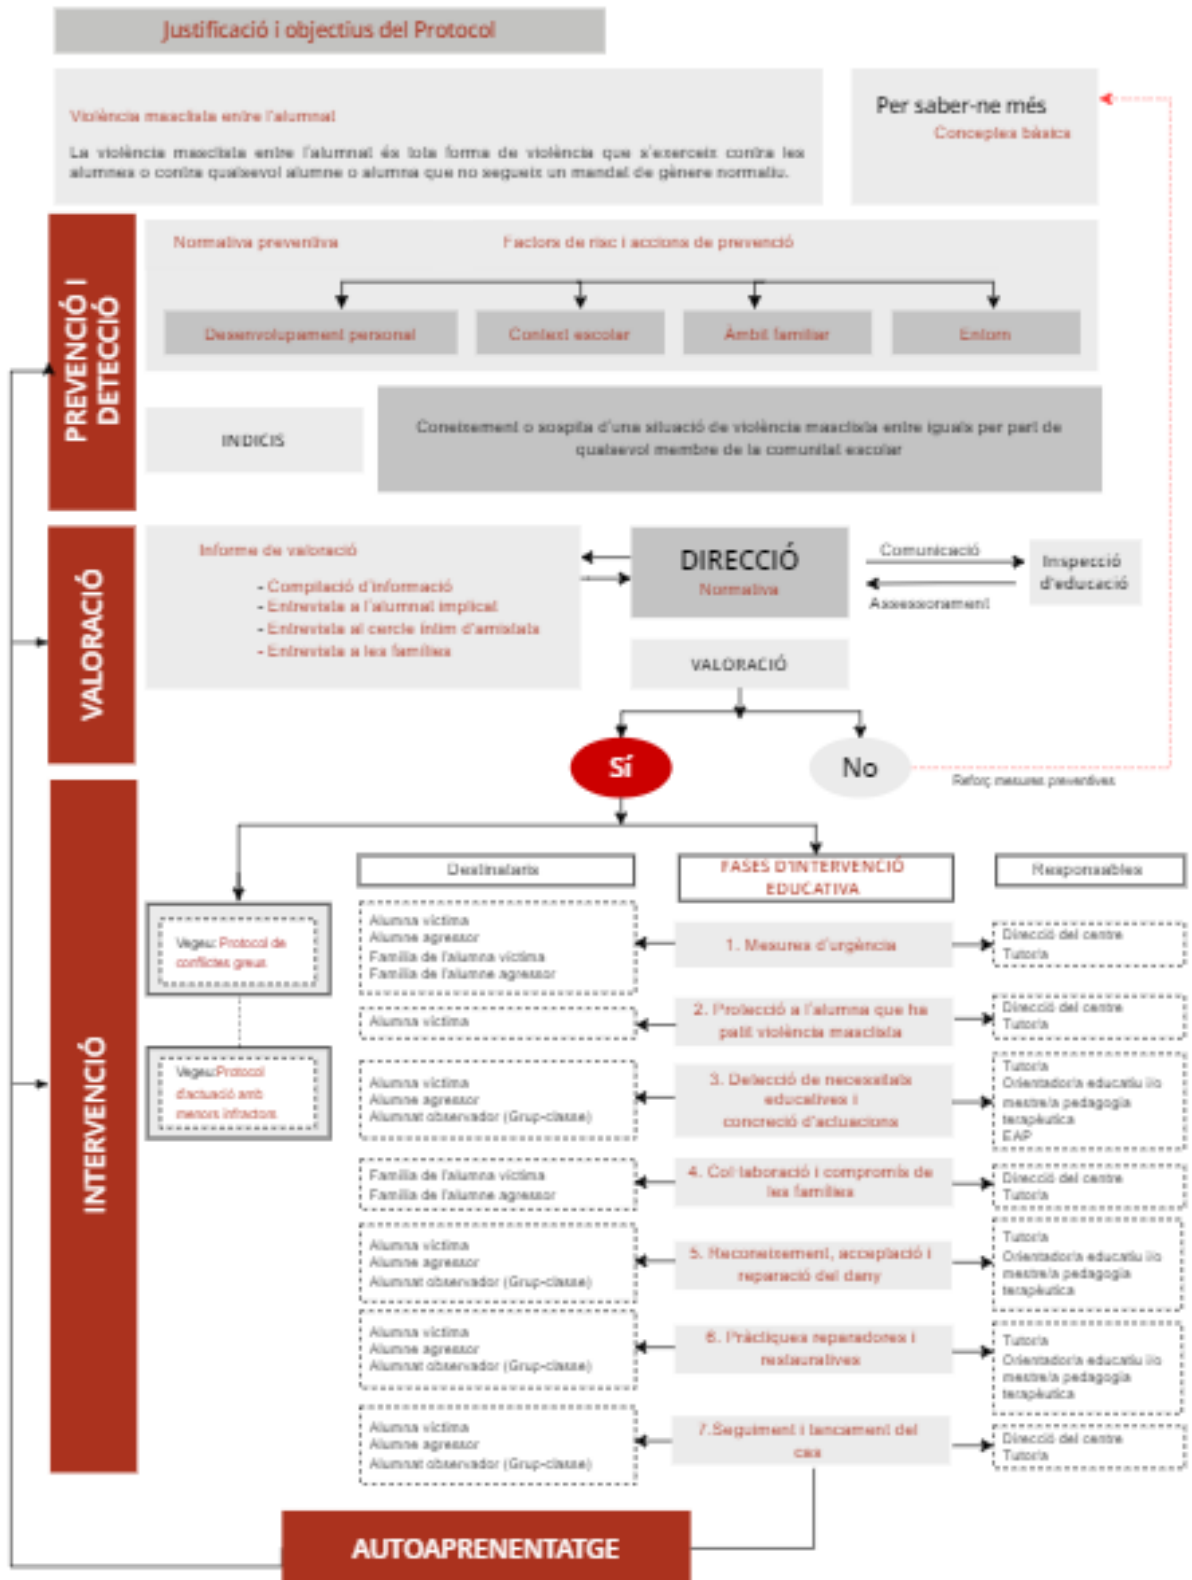 Justificació i objectius del Protocol
Violència masclista entre l'alumnat
La violència masclista entre l'alumnat és tota forma de violència que s'exerceix contra les
alumnes o contra qualsevol alumne o alumna que no segueix un mandat de gènere normatiu.
Per saber-ne més
Conceptes bàsics
PREVENCIÓ I
DETECCIÓ
Normativa preventiva
Factors de risc i accions de prevenció
Desenvolupament personal
Context escolar
Àmbit familiar
Entorn
INDICIS
Coneixement o sospita d'una situació de violència masclista entre iguals per part de
qualsevol membre de la comunitat escolar
VALORACIÓ
Informe de valoració
- Compilació d'informació
- Entrevista a l'alumnat implicat
- Entrevista al cercle íntim d'amistats
- Entrevista a les famílies
DIRECCIÓ
Normativa
Comunicació
Assessorament
Inspecció
d'educació
VALORACIÓ
Sí
No
Reforç mesures preventives
INTERVENCIÓ
Vegeu: Protocol de
conflictes greus
Vegeu:Protocol
d'actuació amb
menors infractors
Destinataris
FASES D'INTERVENCIÓ
EDUCATIVA
Responsables
Alumna víctima
Alumne agressor
Família de l'alumna víctima
Família de l'alumne agressor
1. Mesures d'urgència
Direcció del centre
Tutor/a
Alumna víctima
2. Protecció a l'alumna que ha
patit violència masclista
Direcció del centre
Tutor/a
Alumna víctima
Alumne agressor
Alumnat observador (Grup-classe)
3. Detecció de necessitats
educatives i
concreció d'actuacions
Tutor/a
Orientador/a educatiu i/o
mestre/a pedagogia
terapèutica
EAP
Família de l'alumna víctima
Família de l'alumne agressor
4. Col·laboració i compromís de
les famílies
Direcció del centre
Tutor/a
Alumna víctima
Alumne agressor
Alumnat observador (Grup-classe)
5. Reconeixement, acceptació i
reparació del dany
Tutor/a
Orientador/a educatiu i/o
mestre/a pedagogia
terapèutica
Alumna víctima
Alumne agressor
Alumnat observador (Grup-classe)
6. Pràctiques reparadores i
restauratives
Tutor/a
Orientador/a educatiu i/o
mestre/a pedagogia
terapèutica
Alumna víctima
Alumne agressor
Alumnat observador (Grup-classe)
7.Seguiment i tancament del
cas
Direcció del centre
Tutor/a
AUTOAPRENENTATGE